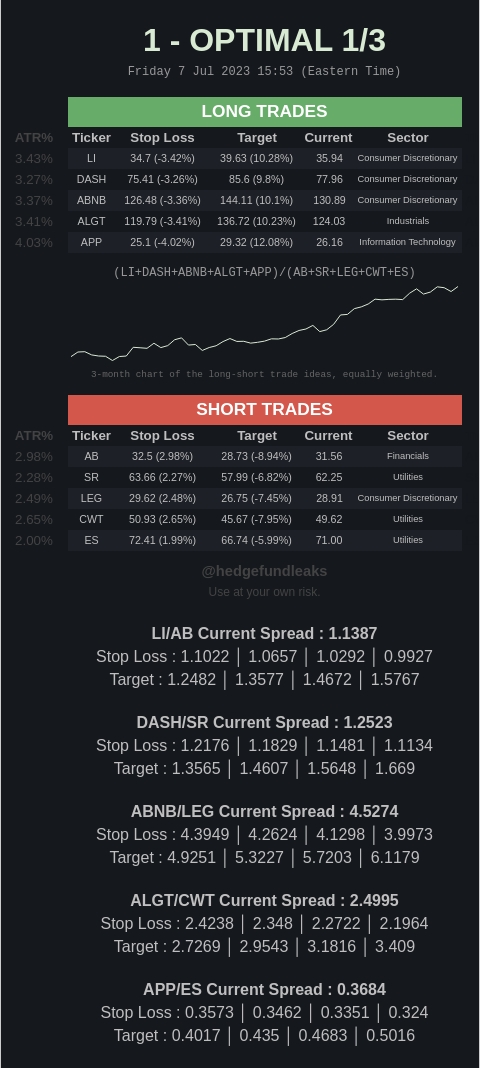 1 - OPTIMAL 1/3
Friday 7 Jul 2023 15:53 (Eastern Time)
LONG TRADES
ATR% Ticker Stop Loss Target Current Sector
3.43% LI 34.7 (-3.42%) 39.63 (10.28%) 35.94 Consumer Discretionary
3.27% DASH 75.41 (-3.26%) 85.6 (9.8%) 77.96 Consumer Discretionary
3.37% ABNB 126.48 (-3.36%) 144.11 (10.1%) 130.89 Consumer Discretionary
3.41% ALGT 119.79 (-3.41%) 136.72 (10.23%) 124.03 Industrials
4.03% APP 25.1 (-4.02%) 29.32 (12.08%) 26.16 Information Technology
(LI+DASH+ABNB+ALGT+APP)/(AB+SR+LEG+CWT+ES)
3-month chart of the long-short trade ideas, equally weighted.
SHORT TRADES
ATR% Ticker Stop Loss Target Current Sector
2.98% AB 32.5 (2.98%) 28.73 (-8.94%) 31.56 Financials
2.28% SR 63.66 (2.27%) 57.99 (-6.82%) 62.25 Utilities
2.49% LEG 29.62 (2.48%) 26.75 (-7.45%) 28.91 Consumer Discretionary
2.65% CWT 50.93 (2.65%) 45.67 (-7.95%) 49.62 Utilities
2.00% ES 72.41 (1.99%) 66.74 (-5.99%) 71.00 Utilities
@hedgefundleaks
Use at your own risk.
LI/AB Current Spread : 1.1387
Stop Loss : 1.1022 │ 1.0657 │ 1.0292 │ 0.9927
Target : 1.2482 │ 1.3577 │ 1.4672 │ 1.5767
DASH/SR Current Spread : 1.2523
Stop Loss : 1.2176 │ 1.1829 │ 1.1481 │ 1.1134
Target : 1.3565 │ 1.4607 │ 1.5648 │ 1.669
ABNB/LEG Current Spread : 4.5274
Stop Loss : 4.3949 │ 4.2624 │ 4.1298 │ 3.9973
Target : 4.9251 │ 5.3227 │ 5.7203 │ 6.1179
ALGT/CWT Current Spread : 2.4995
Stop Loss : 2.4238 │ 2.348 │ 2.2722 │ 2.1964
Target : 2.7269 │ 2.9543 │ 3.1816 │ 3.409
APP/ES Current Spread : 0.3684
Stop Loss : 0.3573 │ 0.3462 │ 0.3351 │ 0.324
Target : 0.4017 │ 0.435 │ 0.4683 │ 0.5016